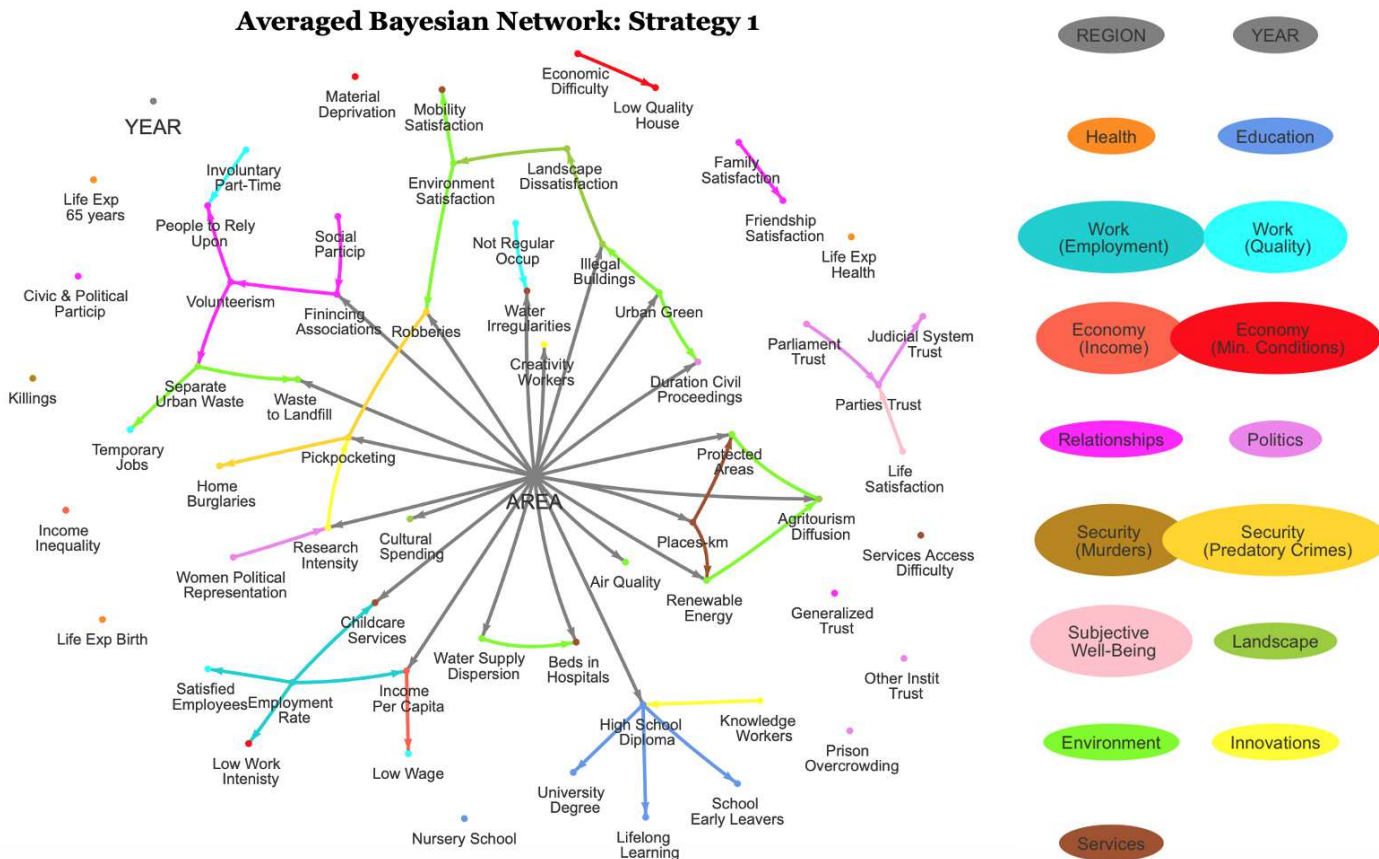 Averaged Bayesian Network: Strategy 1
YEAR
Material
Deprivation
Economic
Difficulty
Low Quality
House
Mobility
Satisfaction
Involuntary
Part-Time
Life Exp
65 years
Environment
Satisfaction
Landscape
Dissatisfaction
Family
Satisfaction
Friendship
Satisfaction
People to Rely
Upon
Social
Particip
Not Regular
Occup
Illegal
Buildings
Life Exp
Health
Civic & Political
Particip
Volunteerism
Finincing
Associations
Robberies
Water
Irregularities
Urban Green
Creativity
Workers
Parliament
Trust
Judicial System
Trust
Killings
Separate
Urban Waste
Waste
to Landfill
Duration Civil
Proceedings
Parties Trust
Temporary
Jobs
Home
Burglaries
Pickpocketing
AREA
Protected
Areas
Life
Satisfaction
Income
Inequality
Women Political
Representation
Research
Intensity
Cultural
Spending
Air Quality
Places-km
Agritourism
Diffusion
Services Access
Difficulty
Renewable
Energy
Generalized
Trust
Life Exp Birth
Childcare
Services
Satisfied
Employees
Employment
Rate
Income
Per Capita
Water Supply
Dispersion
Beds in
Hospitals
Other Instit
Trust
Low Work
Intenisty
Low Wage
High School
Diploma
Knowledge
Workers
Prison
Overcrowding
University
Degree
Lifelong
Learning
School
Early Leavers
Nursery School
REGION
YEAR
Health
Education
Work
(Employment)
Work
(Quality)
Economy
(Income)
Economy
(Min. Conditions)
Relationships
Politics
Security
(Murders)
Security
(Predatory Crimes)
Subjective
Well-Being
Landscape
Environment
Innovations
Services